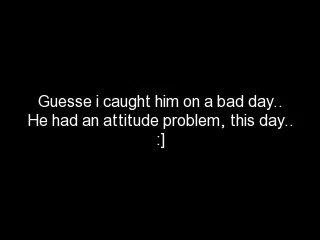 Guesse i caught him on a bad day..
He had an attitude problem, this day..
:]